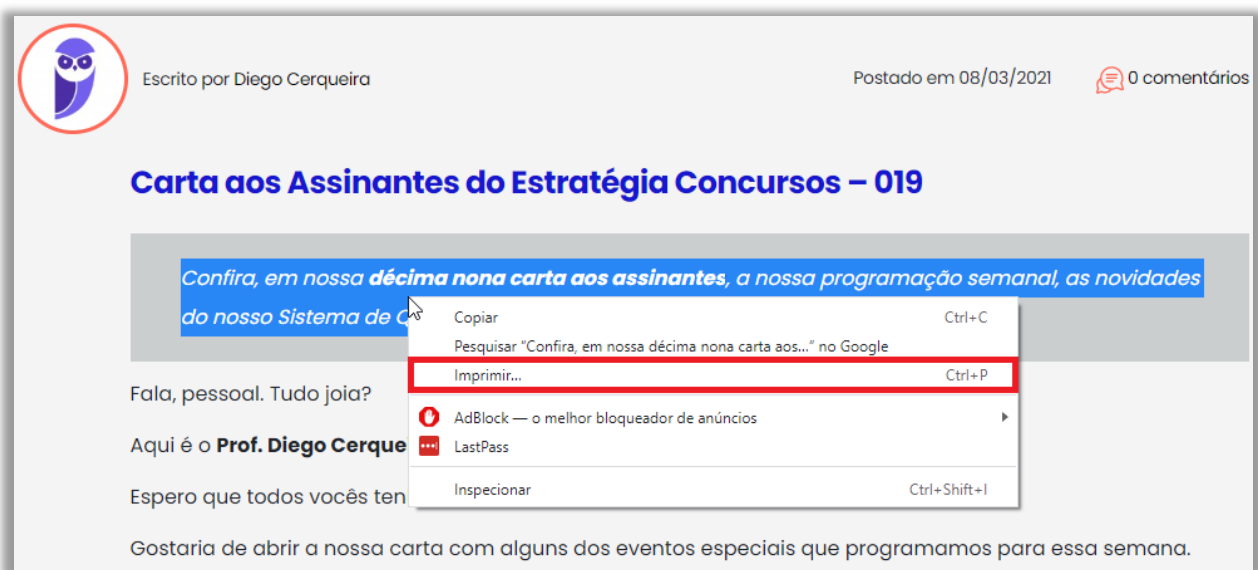 Escrito por Diego Cerqueira
Postado em 08/03/2021
0 comentários
Carta aos Assinantes do Estratégia Concursos – 019
Confira, em nossa décima nona carta aos assinantes, a nossa programação semanal, as novidades
do nosso Sistema de
Copiar Ctrl+C
Pesquisar “Confira, em nossa décima nona carta aos...” no Google
Imprimir... Ctrl+P
AdBlock — o melhor bloqueador de anúncios
LastPass
Inspecionar Ctrl+Shift+I
Fala, pessoal. Tudo joia?
Aqui é o Prof. Diego Cerque
Espero que todos vocês ten
Gostaria de abrir a nossa carta com alguns dos eventos especiais que programamos para essa semana.